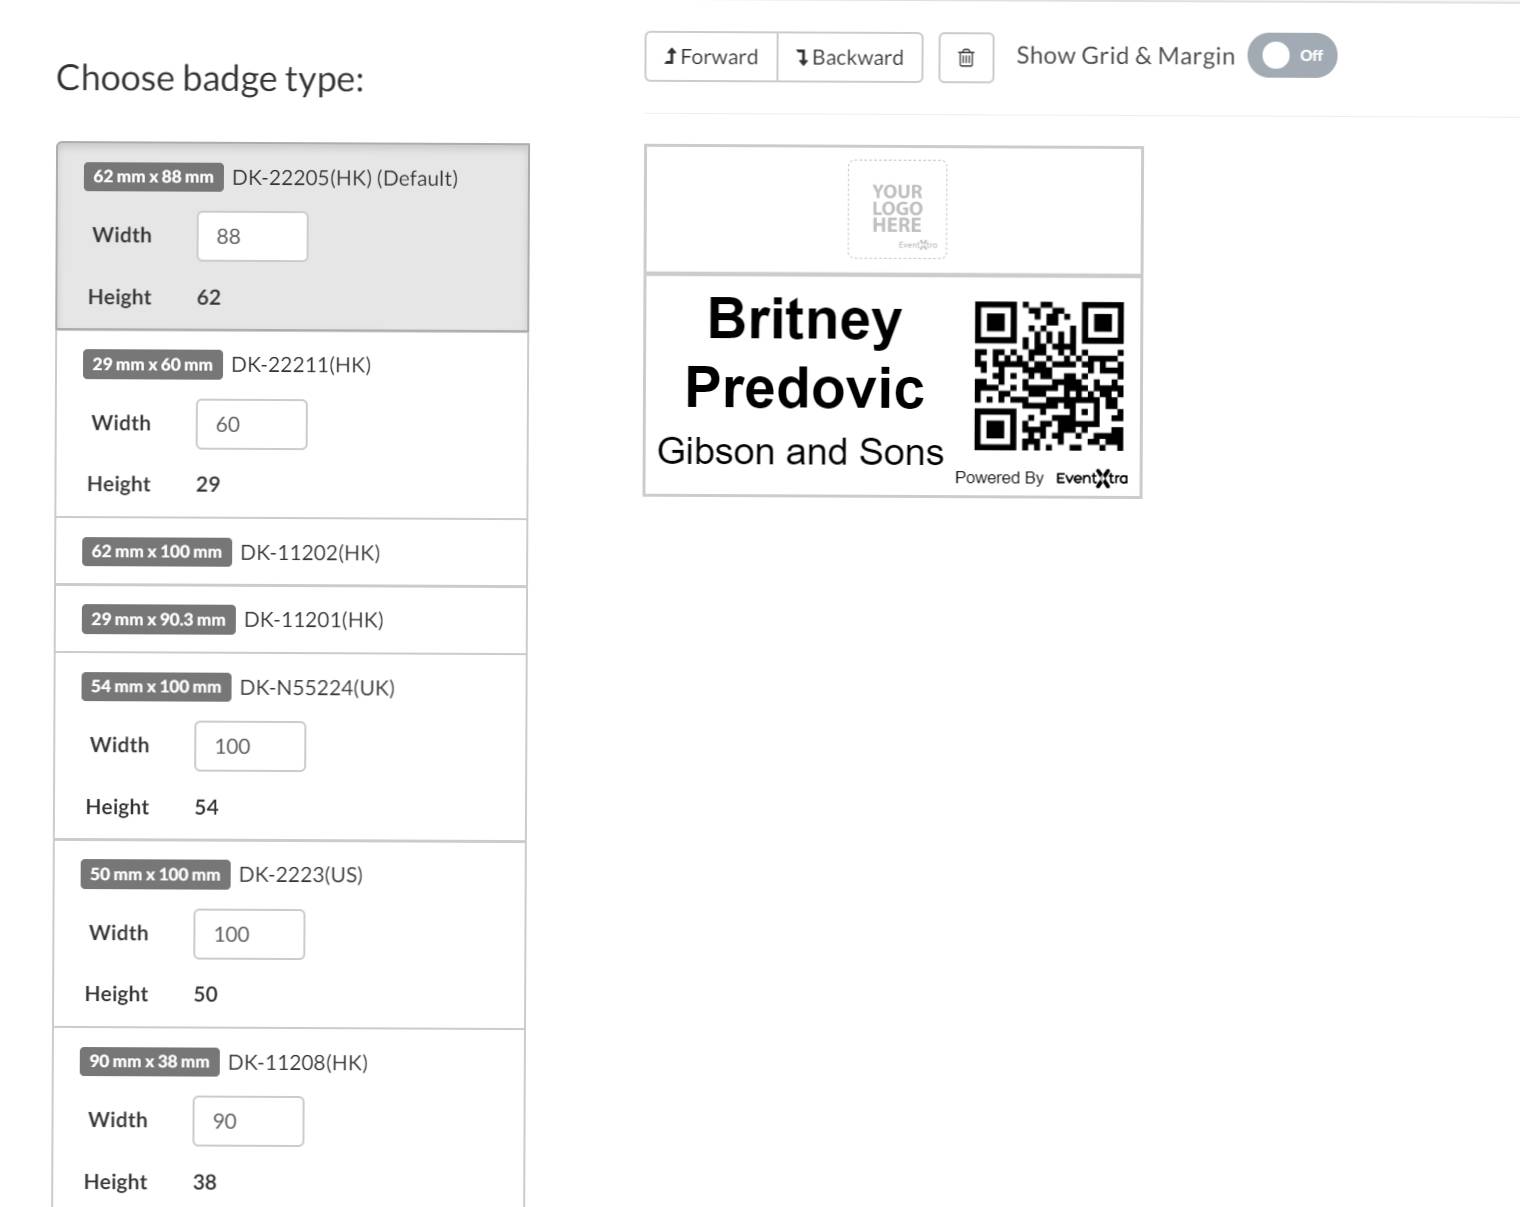 Choose badge type:
62 mm x 88 mm DK-22205(HK) (Default)
Width 88
Height 62
29 mm x 60 mm DK-22211(HK)
Width 60
Height 29
62 mm x 100 mm DK-11202(HK)
29 mm x 90.3 mm DK-11201(HK)
54 mm x 100 mm DK-N55224(UK)
Width 100
Height 54
50 mm x 100 mm DK-2223(US)
Width 100
Height 50
90 mm x 38 mm DK-11208(HK)
Width 90
Height 38
Forward Backward Show Grid & Margin Off
YOUR
LOGO
HERE
EventXtra
Britney
Predovic
Gibson and Sons
Powered By EventXtra